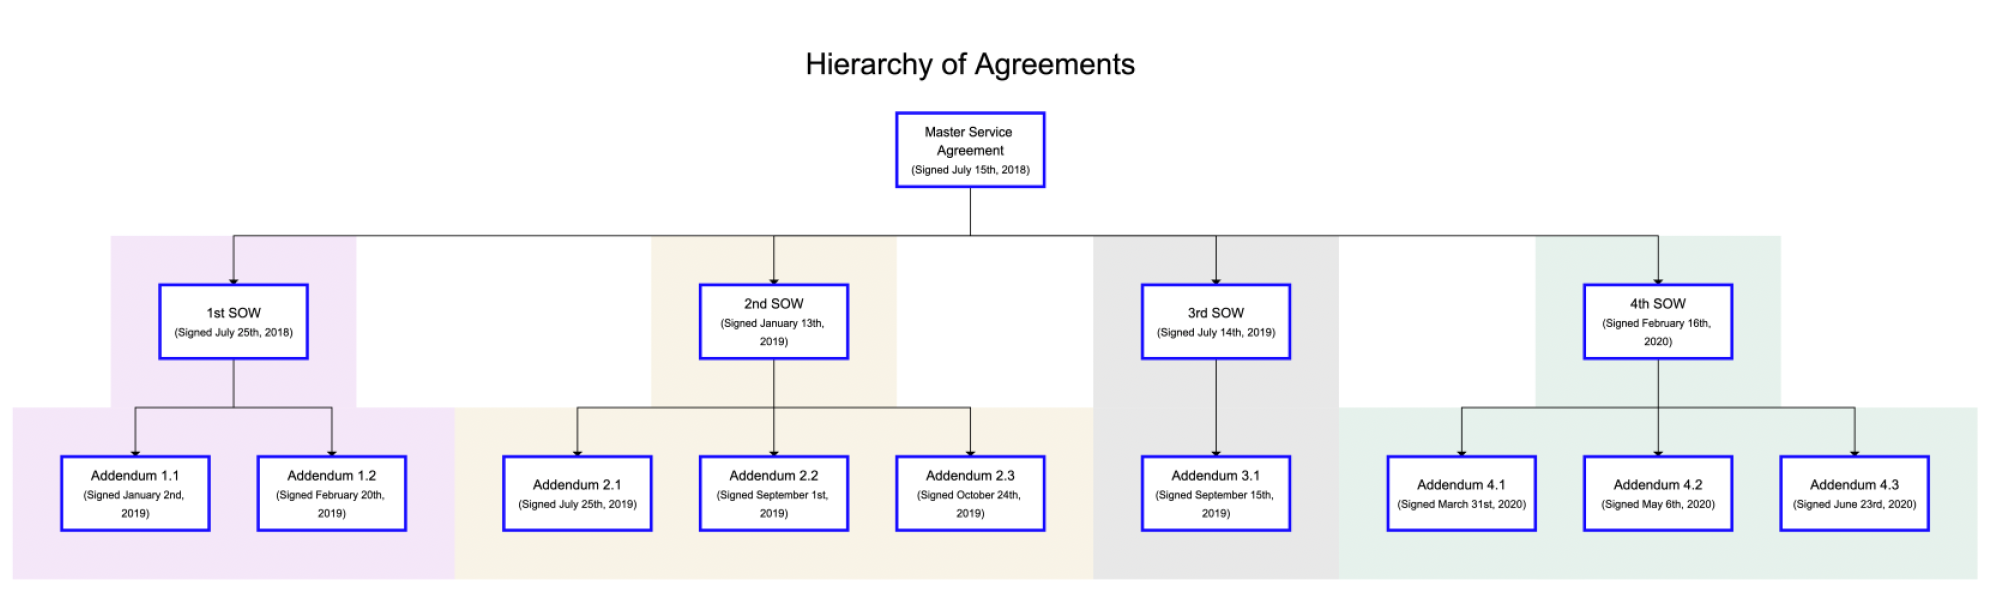 Hierarchy of Agreements
Master Service
Agreement
(Signed July 15th, 2018)
1st SOW
(Signed July 25th, 2018)
2nd SOW
(Signed January 13th,
2019)
3rd SOW
(Signed July 14th, 2019)
4th SOW
(Signed February 16th,
2020)
Addendum 1.1
(Signed January 2nd,
2019)
Addendum 1.2
(Signed February 20th,
2019)
Addendum 2.1
(Signed July 25th, 2019)
Addendum 2.2
(Signed September 1st,
2019)
Addendum 2.3
(Signed October 24th,
2019)
Addendum 3.1
(Signed September 15th,
2019)
Addendum 4.1
(Signed March 31st, 2020)
Addendum 4.2
(Signed May 6th, 2020)
Addendum 4.3
(Signed June 23rd, 2020)